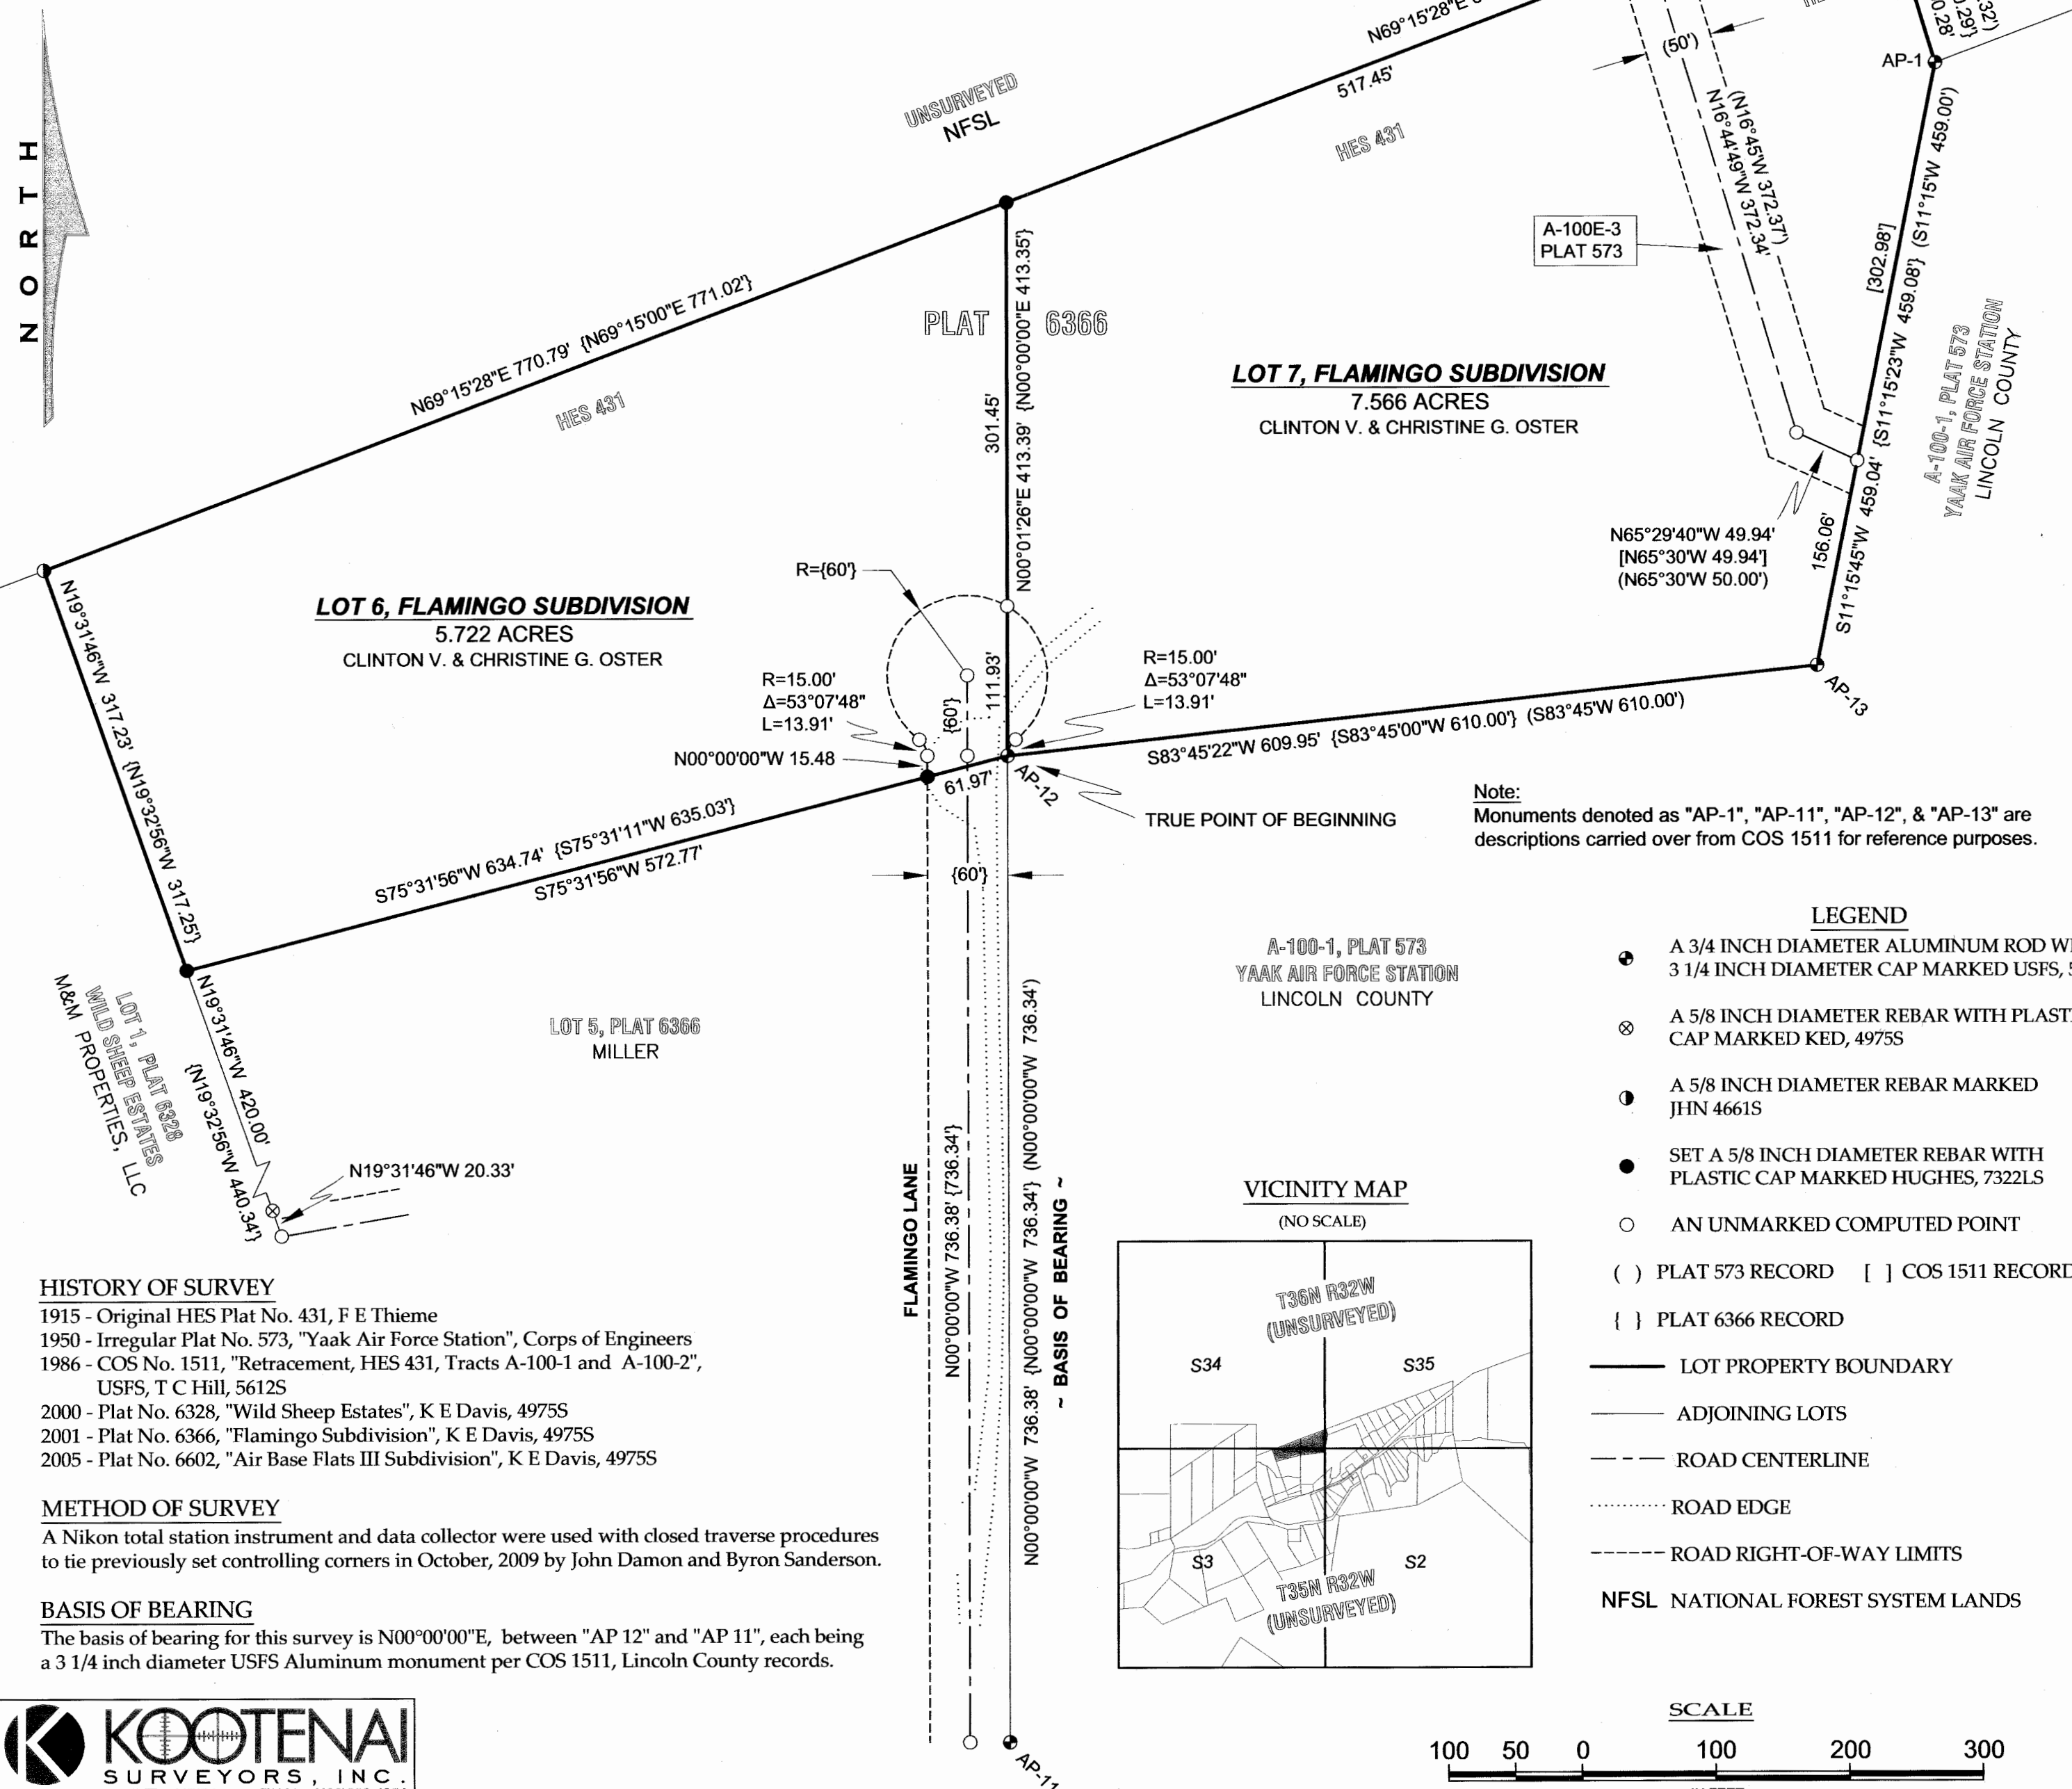 NORTH
UNSURVEYED
NFSL
N69°15'28"E
517.45'
HES 431
(50')
(N16°45'W 372.37')
N16°44'49"W 372.34'
A-100E-3
PLAT 573
AP-1
0.28'
[302.98']
S11°15'45"W 459.04' {S11°15'23"W 459.08'} (S11°15'W 459.00')
156.06'
A-100-1, PLAT 573
YAAK AIR FORCE STATION
LINCOLN COUNTY
N69°15'28"E 770.79' {N69°15'00"E 771.02'}
HES 431
PLAT 6366
301.45'
N00°01'26"E 413.39' {N00°00'00"E 413.35'}
LOT 7, FLAMINGO SUBDIVISION
7.566 ACRES
CLINTON V. & CHRISTINE G. OSTER
N65°29'40"W 49.94'
[N65°30'W 49.94']
(N65°30'W 50.00')
AP-13
LOT 6, FLAMINGO SUBDIVISION
5.722 ACRES
CLINTON V. & CHRISTINE G. OSTER
N19°31'46"W 317.23' {N19°32'56"W 317.25'}
R={60'}
R=15.00'
Δ=53°07'48"
L=13.91'
{60'}
111.93'
R=15.00'
Δ=53°07'48"
L=13.91'
N00°00'00"W 15.48
61.97'
AP-12
TRUE POINT OF BEGINNING
S83°45'22"W 609.95' {S83°45'00"W 610.00'} (S83°45'W 610.00')
S75°31'56"W 634.74' {S75°31'11"W 635.03'}
S75°31'56"W 572.77'
{60'}
Note:
Monuments denoted as "AP-1", "AP-11", "AP-12", & "AP-13" are
descriptions carried over from COS 1511 for reference purposes.
LOT 1, PLAT 6328
WILD SHEEP ESTATES
M&M PROPERTIES, LLC
N19°31'46"W 420.00'
{N19°32'56"W 440.34'}
N19°31'46"W 20.33'
LOT 5, PLAT 6366
MILLER
FLAMINGO LANE
N00°00'00"W 736.38' {736.34'}
N00°00'00"W 736.38' {N00°00'00"W 736.34'} (N00°00'00"W 736.34')
~ BASIS OF BEARING ~
AP-11
A-100-1, PLAT 573
YAAK AIR FORCE STATION
LINCOLN COUNTY
LEGEND
A 3/4 INCH DIAMETER ALUMINUM ROD
3 1/4 INCH DIAMETER CAP MARKED USFS,
A 5/8 INCH DIAMETER REBAR WITH
CAP MARKED KED, 4975S
A 5/8 INCH DIAMETER REBAR MARKED
JHN 4661S
SET A 5/8 INCH DIAMETER REBAR WITH
PLASTIC CAP MARKED HUGHES, 7322LS
AN UNMARKED COMPUTED POINT
( ) PLAT 573 RECORD [ ] COS 1511 RECORD
{ } PLAT 6366 RECORD
LOT PROPERTY BOUNDARY
ADJOINING LOTS
ROAD CENTERLINE
ROAD EDGE
ROAD RIGHT-OF-WAY LIMITS
NFSL NATIONAL FOREST SYSTEM LANDS
VICINITY MAP
(NO SCALE)
T36N R32W
(UNSURVEYED)
S34
S35
S3
S2
T35N R32W
(UNSURVEYED)
HISTORY OF SURVEY
1915 - Original HES Plat No. 431, F E Thieme
1950 - Irregular Plat No. 573, "Yaak Air Force Station", Corps of Engineers
1986 - COS No. 1511, "Retracement, HES 431, Tracts A-100-1 and A-100-2",
USFS, T C Hill, 5612S
2000 - Plat No. 6328, "Wild Sheep Estates", K E Davis, 4975S
2001 - Plat No. 6366, "Flamingo Subdivision", K E Davis, 4975S
2005 - Plat No. 6602, "Air Base Flats III Subdivision", K E Davis, 4975S
METHOD OF SURVEY
A Nikon total station instrument and data collector were used with closed traverse procedures
to tie previously set controlling corners in October, 2009 by John Damon and Byron Sanderson.
BASIS OF BEARING
The basis of bearing for this survey is N00°00'00"E, between "AP 12" and "AP 11", each being
a 3 1/4 inch diameter USFS Aluminum monument per COS 1511, Lincoln County records.
K KOOTENAI
SURVEYORS, INC.
SCALE
100 50 0 100 200 300